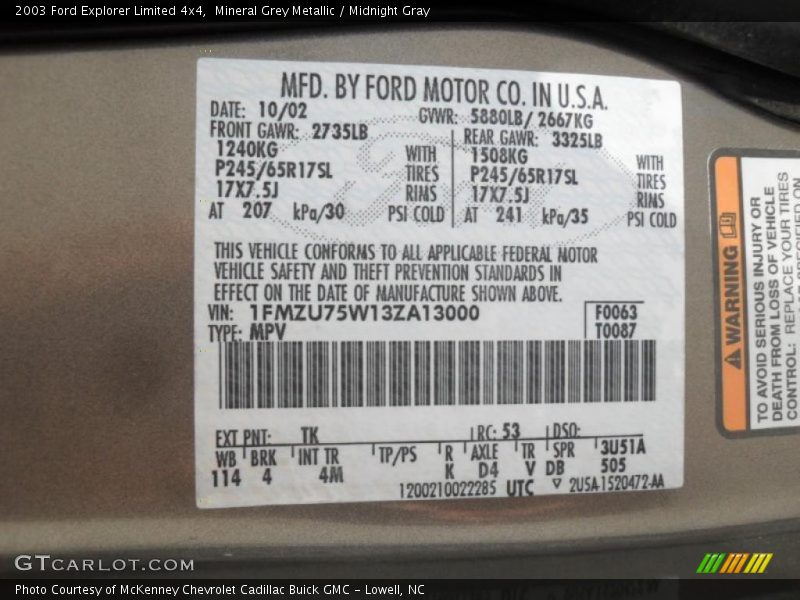 2003 Ford Explorer Limited 4x4,  Mineral Grey Metallic / Midnight Gray
MFD. BY FORD MOTOR CO. IN U.S.A.
DATE: 10/02
GVWR: 5880LB/ 2667KG
FRONT GAWR: 2735LB
REAR GAWR: 3325LB
1240KG WITH
1508KG WITH
P245/65R17SL TIRES
P245/65R17SL TIRES
17X7.5J RIMS
17X7.5J RIMS
AT 207 kPa/30 PSI COLD
AT 241 kPa/35 PSI COLD
THIS VEHICLE CONFORMS TO ALL APPLICABLE FEDERAL MOTOR
VEHICLE SAFETY AND THEFT PREVENTION STANDARDS IN
EFFECT ON THE DATE OF MANUFACTURE SHOWN ABOVE.
VIN: 1FMZU75W13ZA13000
F0063
TYPE: MPV
T0087
EXT PNT: TK RC: 53 DSO:
WB BRK INT TR TP/PS R AXLE TR SPR 3U51A
114 4 4M K D4 V DB 505
1200210022285 UTC ▽ 2U5A-1520472-AA
⚠ WARNING
TO AVOID SERIOUS INJURY OR
DEATH FROM LOSS OF VEHICLE
CONTROL: REPLACE YOUR TIRES
GTCARLOT.COM
Photo Courtesy of McKenney Chevrolet Cadillac Buick GMC - Lowell, NC